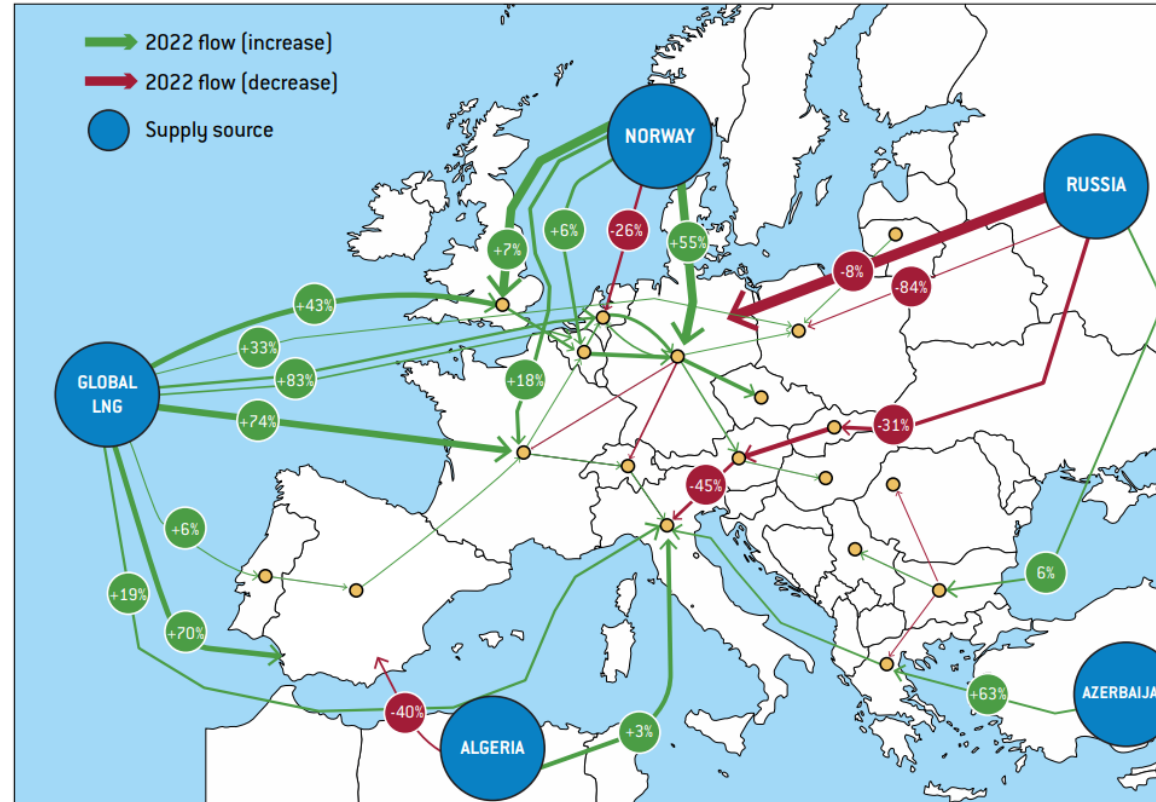 2022 flow (increase)
2022 flow (decrease)
Supply source
NORWAY
RUSSIA
+7%
+6%
-26%
+55%
-8%
-84%
+43%
+33%
+83%
+18%
GLOBAL
LNG
+74%
-31%
-45%
+6%
6%
+19%
+70%
-40%
+3%
ALGERIA
+63%
AZERBAIJA